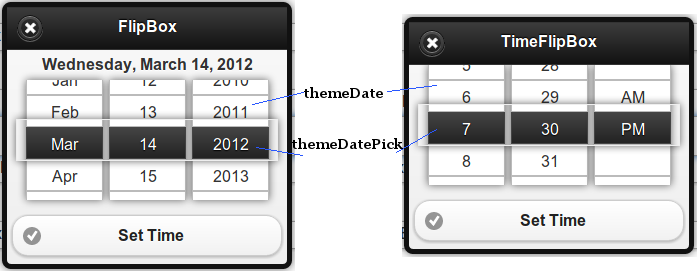 FlipBox
Wednesday, March 14, 2012
Jan 12 2010
Feb 13 2011
Mar 14 2012
Apr 15 2013
Set Time
themeDate
themeDatePick
TimeFlipBox
5 28
6 29 AM
7 30 PM
8 31
Set Time